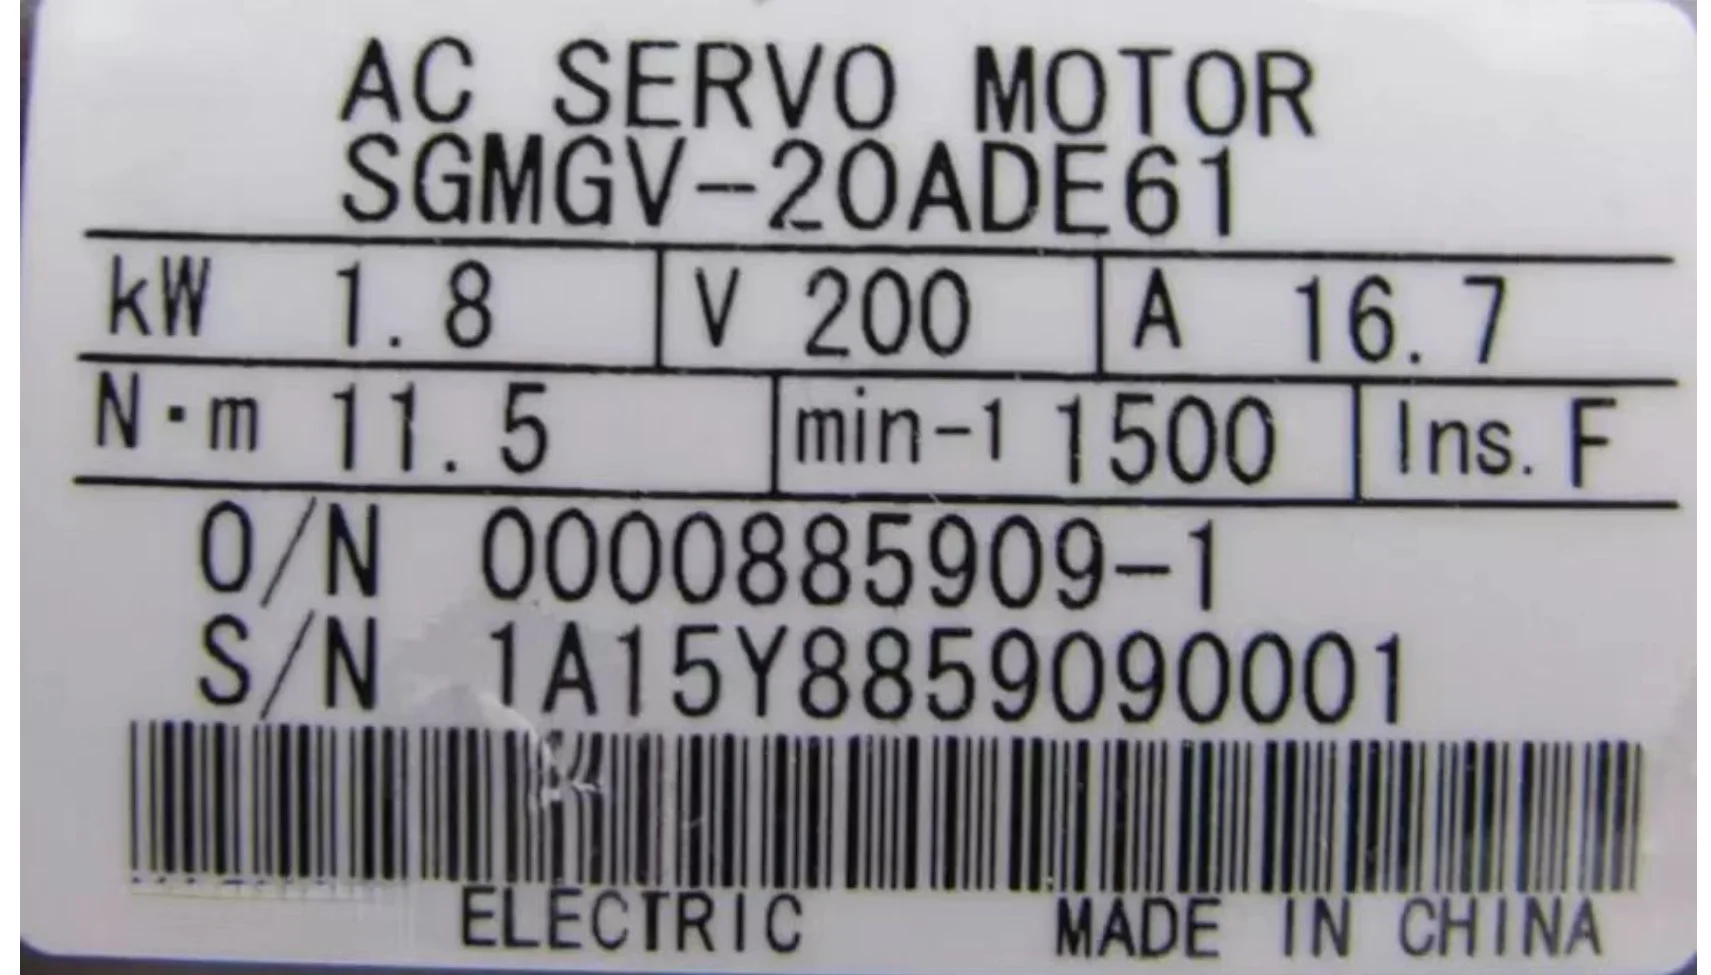 AC SERVO MOTOR
SGMGV-20ADE61
kW 1.8 V 200 A 16.7
N·m 11.5 min-1 1500 Ins. F
O/N 0000885909-1
S/N 1A15Y8859090001
ELECTRIC MADE IN CHINA